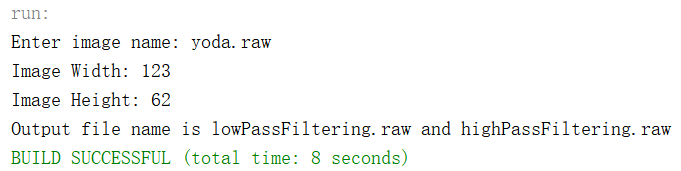 run:
Enter image name: yoda.raw
Image Width: 123
Image Height: 62
Output file name is lowPassFiltering.raw and highPassFiltering.raw
BUILD SUCCESSFUL (total time: 8 seconds)